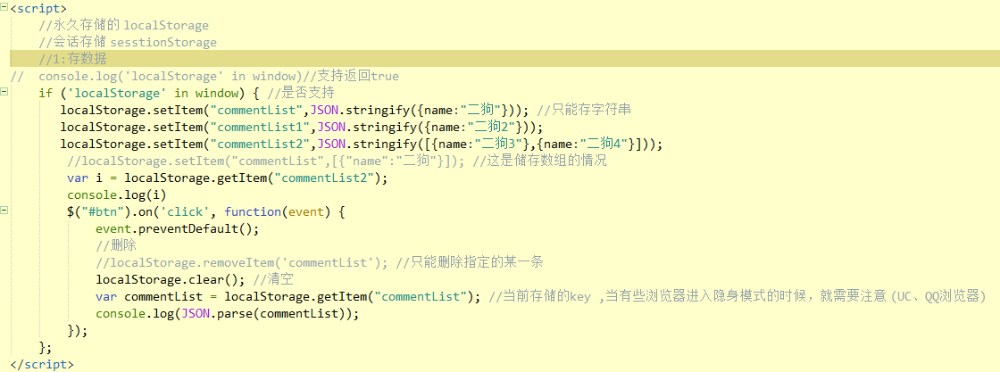 <script>
//永久存储的 localStorage
//会话存储 sesstionStorage
//1:存数据
// console.log('localStorage' in window)//支持返回true
if ('localStorage' in window) { //是否支持
localStorage.setItem("commentList",JSON.stringify({name:"二狗"})); //只能存字符串
localStorage.setItem("commentList1",JSON.stringify({name:"二狗2"}));
localStorage.setItem("commentList2",JSON.stringify([{name:"二狗3"},{name:"二狗4"}]));
//localStorage.setItem("commentList",[{"name":"二狗"}]); //这是储存数组的情况
var i = localStorage.getItem("commentList2");
console.log(i)
$("#btn").on('click', function(event) {
event.preventDefault();
//删除
//localStorage.removeItem('commentList'); //只能删除指定的某一条
localStorage.clear(); //清空
var commentList = localStorage.getItem("commentList"); //当前存储的key ,当有些浏览器进入隐身模式的时候，就需要注意 (UC、QQ浏览器)
console.log(JSON.parse(commentList));
});
};
</script>